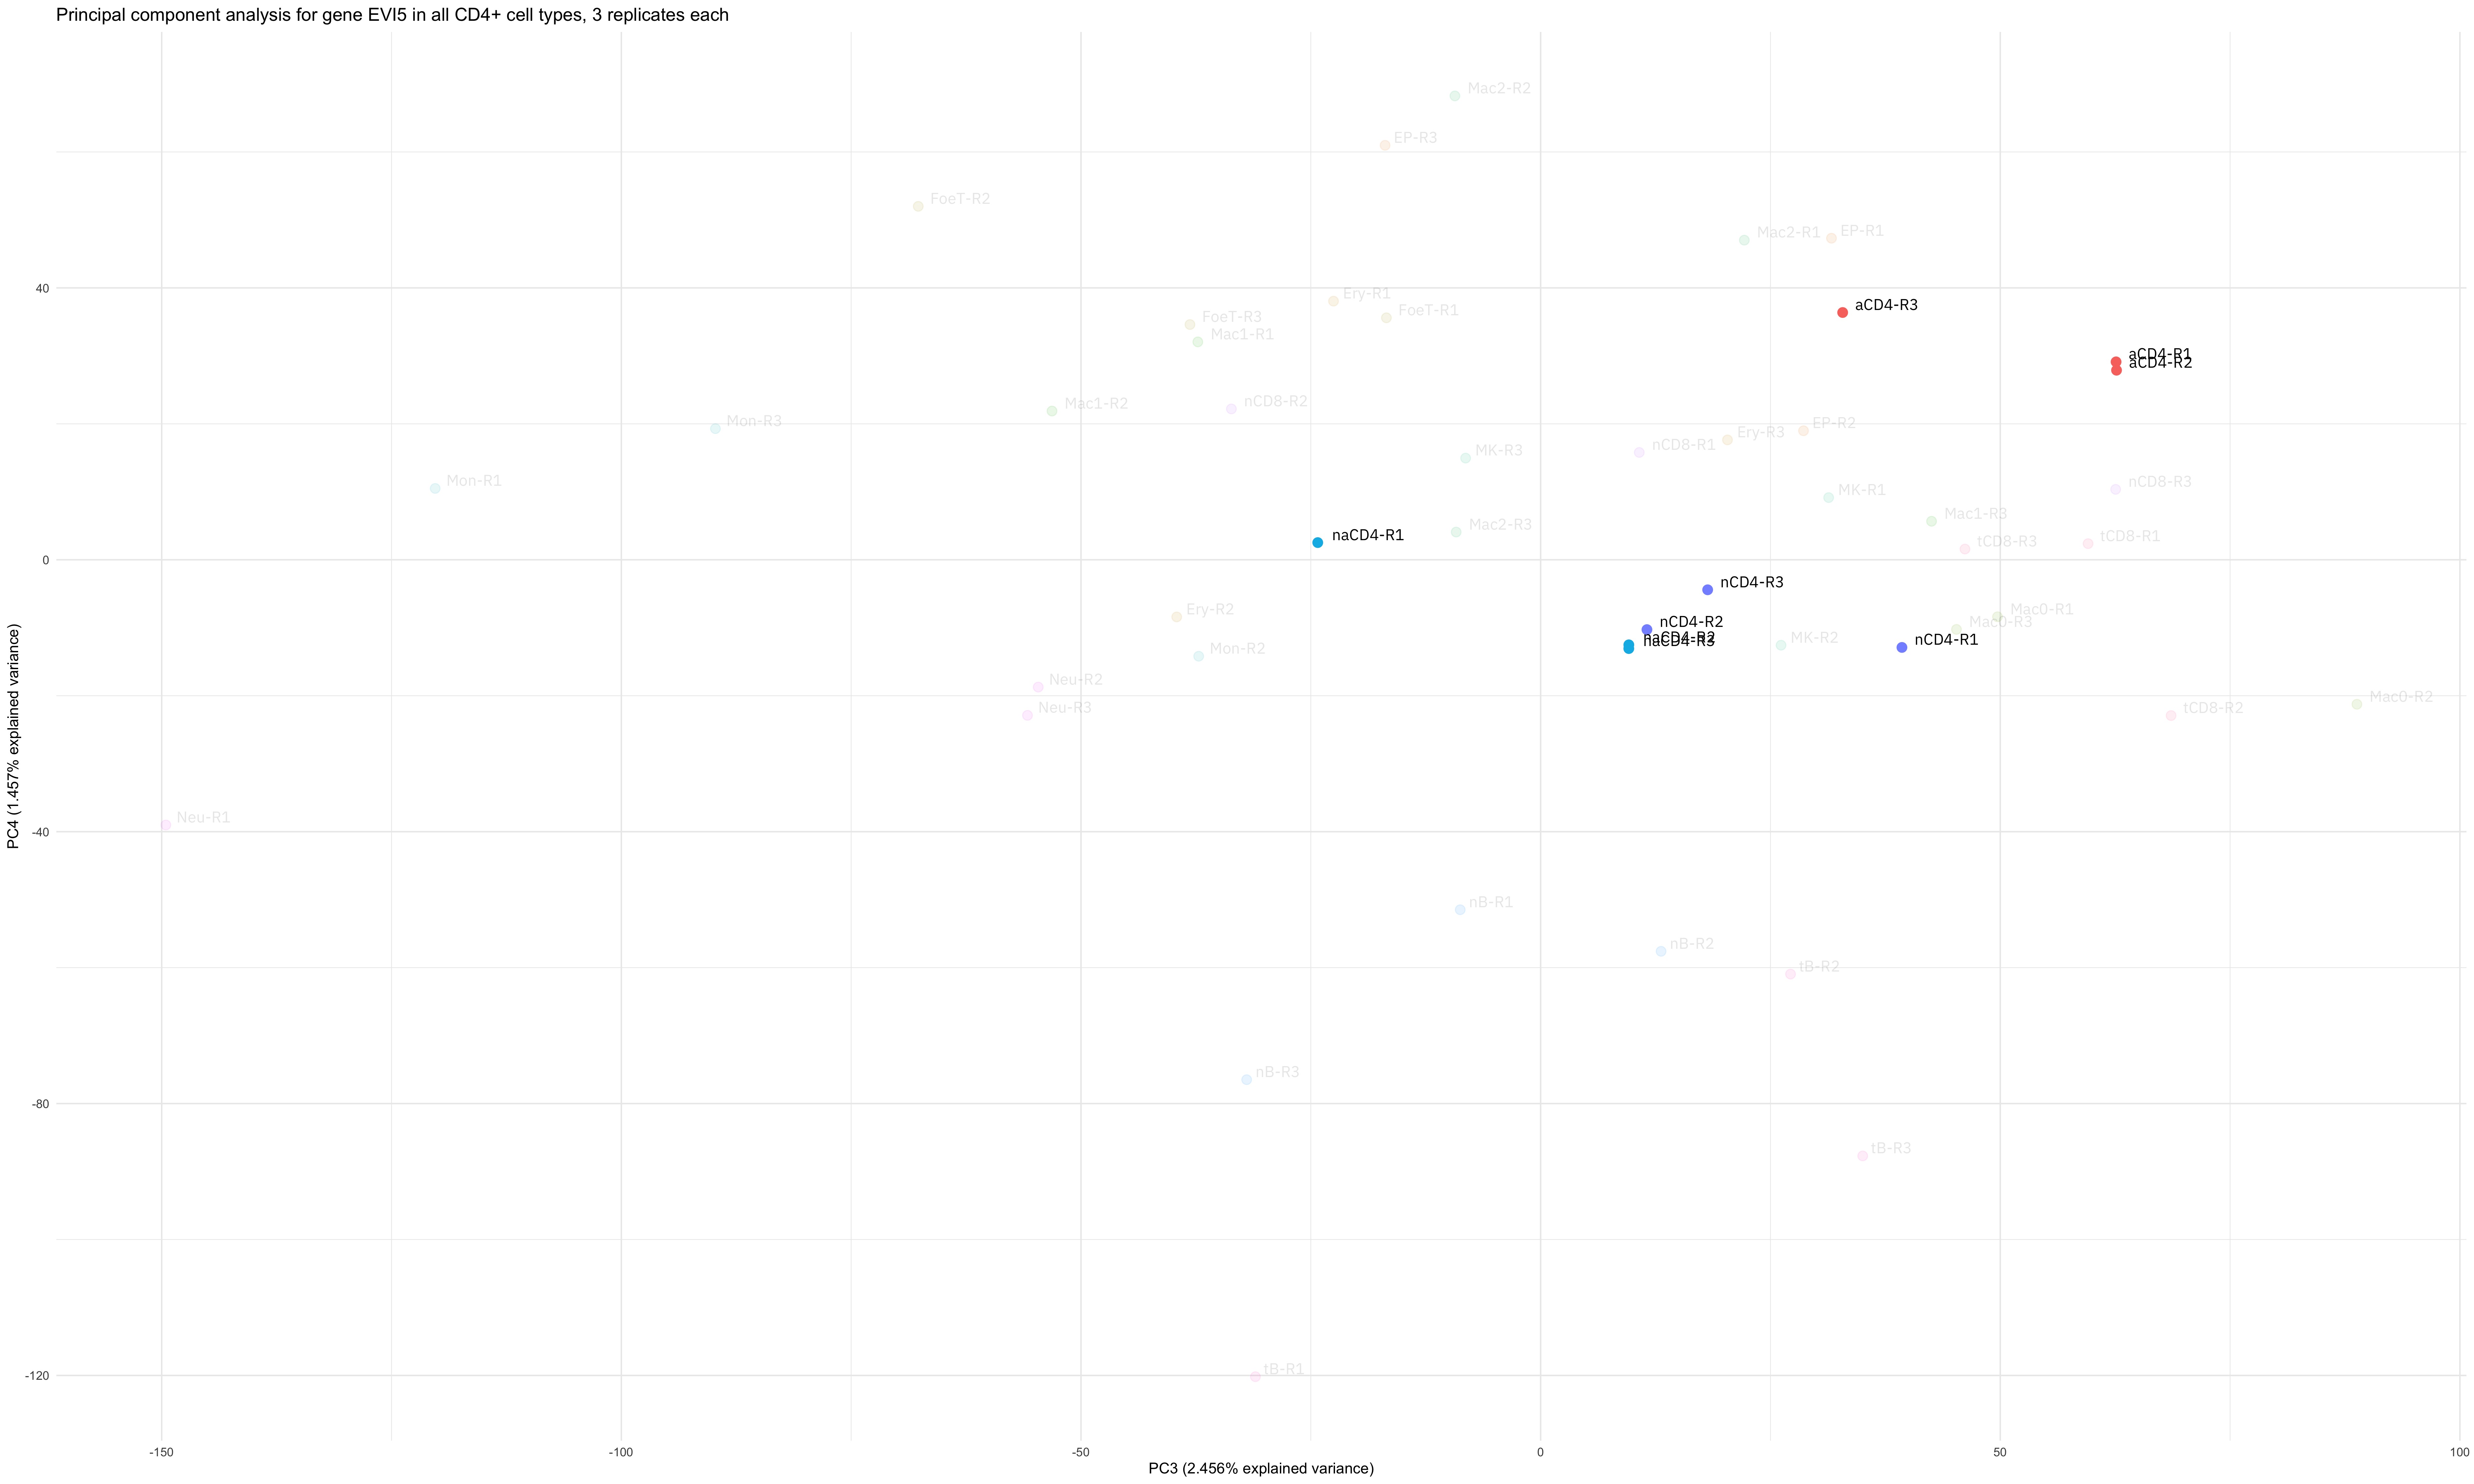 Principal component analysis for gene EVI5 in all CD4+ cell types, 3 replicates each
Mac2-R2
EP-R3
FoeT-R2
Mac2-R1
EP-R1
40
Ery-R1
aCD4-R3
FoeT-R3
FoeT-R1
Mac1-R1
aCD4-R1
aCD4-R2
Mac1-R2
nCD8-R2
Mon-R3
EP-R2
Ery-R3
nCD8-R1
MK-R3
Mon-R1
nCD8-R3
MK-R1
Mac1-R3
Mac2-R3
naCD4-R1
tCD8-R1
tCD8-R3
0
nCD4-R3
Ery-R2
Mac0-R1
nCD4-R2
Mac0-R3
naCD4-R2
naCD4-R3
MK-R2
nCD4-R1
Mon-R2
Neu-R2
Mac0-R2
Neu-R3
tCD8-R2
PC4 (1.457% explained variance)
Neu-R1
-40
nB-R1
nB-R2
tB-R2
nB-R3
-80
tB-R3
tB-R1
-120
-150
-100
-50
0
50
100
PC3 (2.456% explained variance)